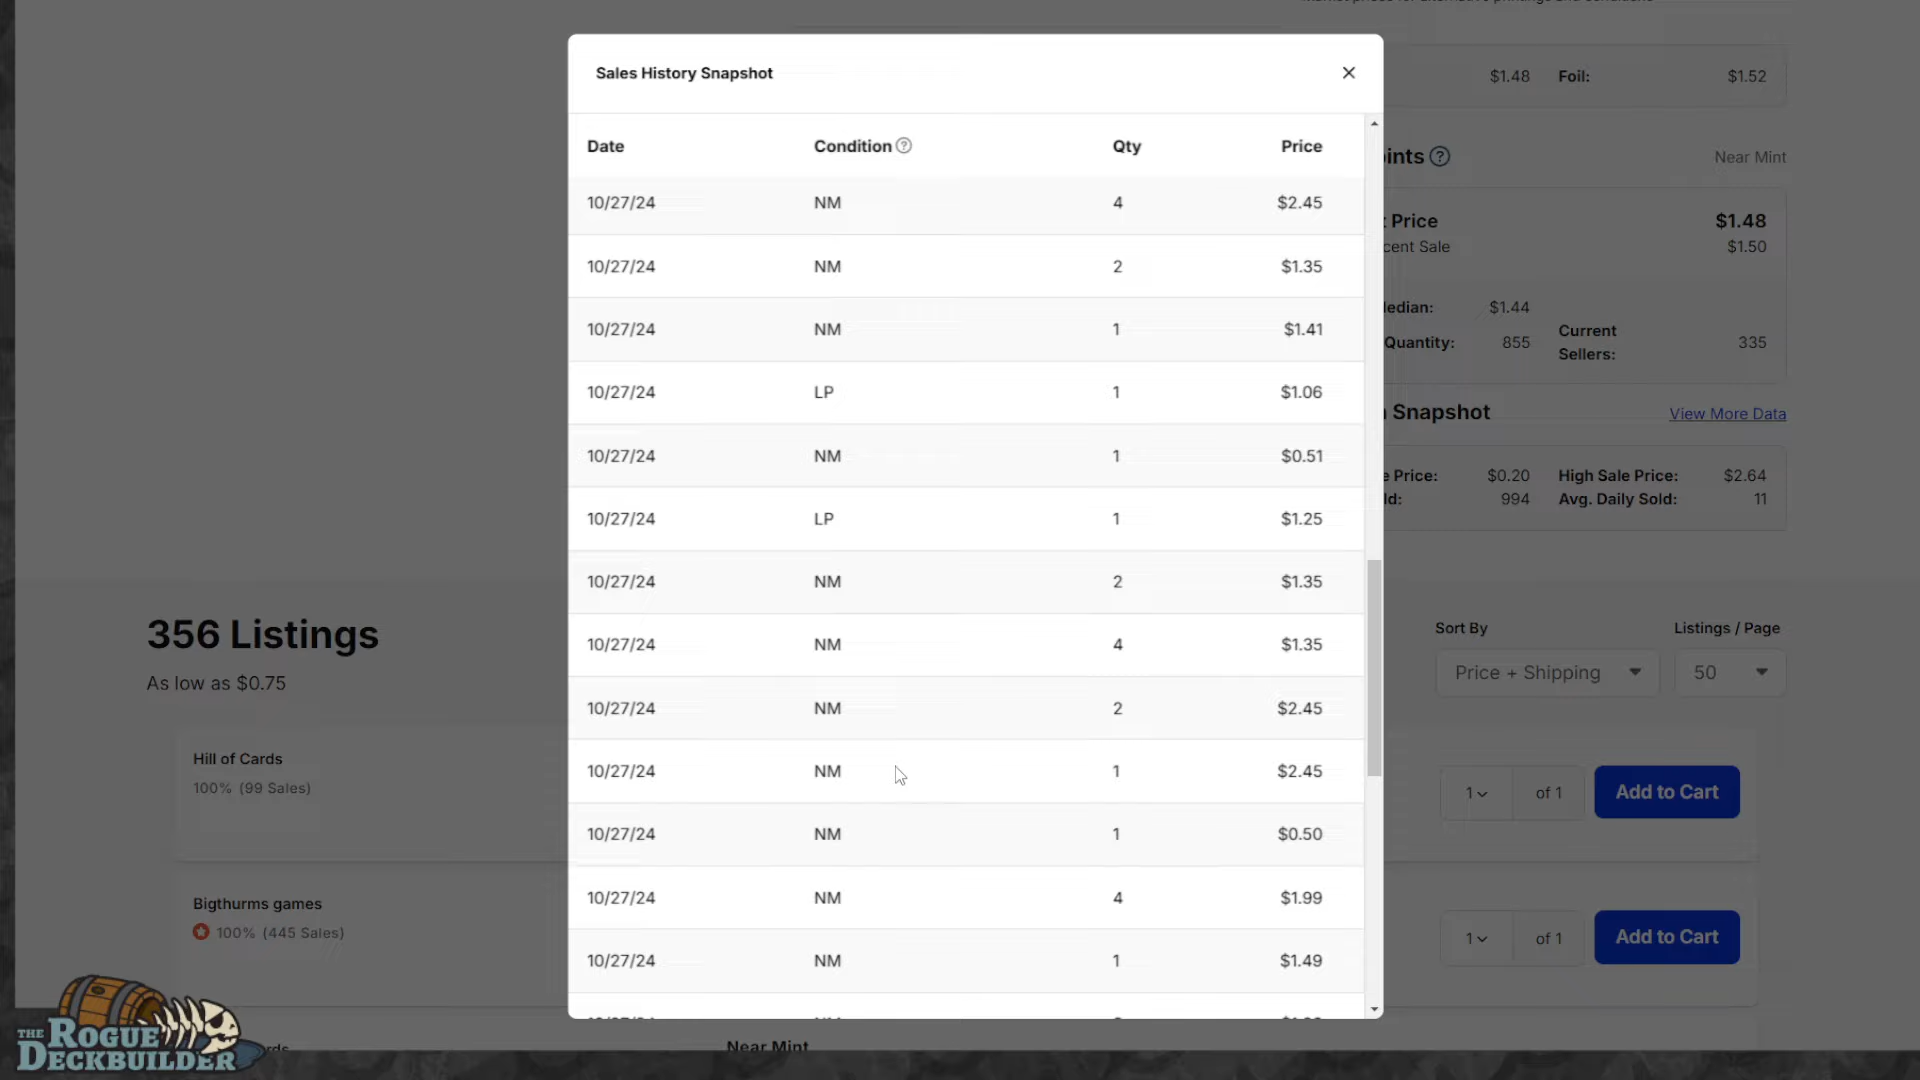 Sales History Snapshot
Date Condition Qty Price
10/27/24 NM 4 $2.45
10/27/24 NM 2 $1.35
10/27/24 NM 1 $1.41
10/27/24 LP 1 $1.06
10/27/24 NM 1 $0.51
10/27/24 LP 1 $1.25
10/27/24 NM 2 $1.35
10/27/24 NM 4 $1.35
10/27/24 NM 2 $2.45
10/27/24 NM 1 $2.45
10/27/24 NM 1 $0.50
10/27/24 NM 4 $1.99
10/27/24 NM 1 $1.49
$1.48 Foil: $1.52
Near Mint
Price $1.48
Sale $1.50
$1.44
Quantity: 855 Current Sellers: 335
Snapshot View More Data
Price: $0.20 High Sale Price: $2.64
994 Avg. Daily Sold: 11
356 Listings
As low as $0.75
Sort By Listings / Page
Price + Shipping 50
Hill of Cards
100% (99 Sales)
1 of 1 Add to Cart
Bigthurms games
100% (445 Sales)
1 of 1 Add to Cart
Near Mint
THE ROGUE
DECKBUILDER